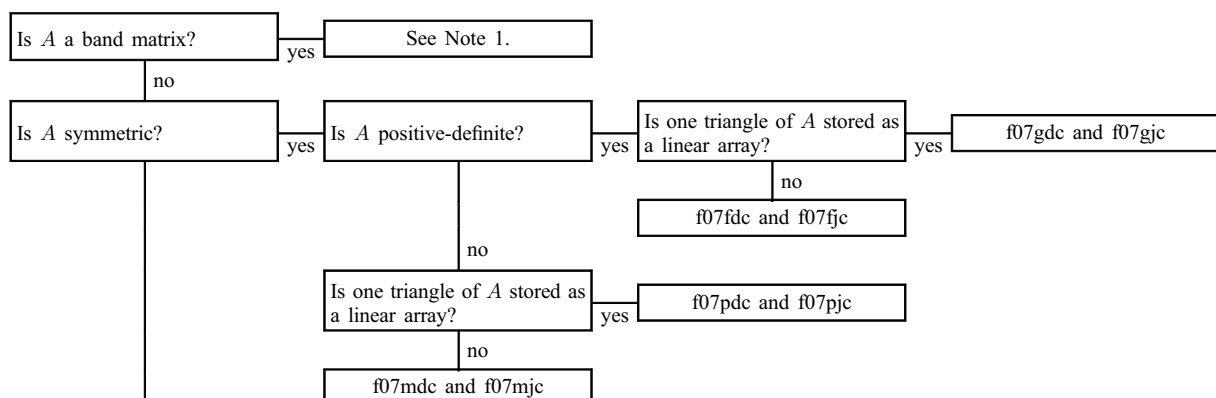 Is A a band matrix?
yes
See Note 1.
no
Is A symmetric?
yes
Is A positive-definite?
yes
Is one triangle of A stored as
a linear array?
yes
f07gdc and f07gjc
no
f07fdc and f07fjc
no
Is one triangle of A stored as
a linear array?
yes
f07pdc and f07pjc
no
f07mdc and f07mjc